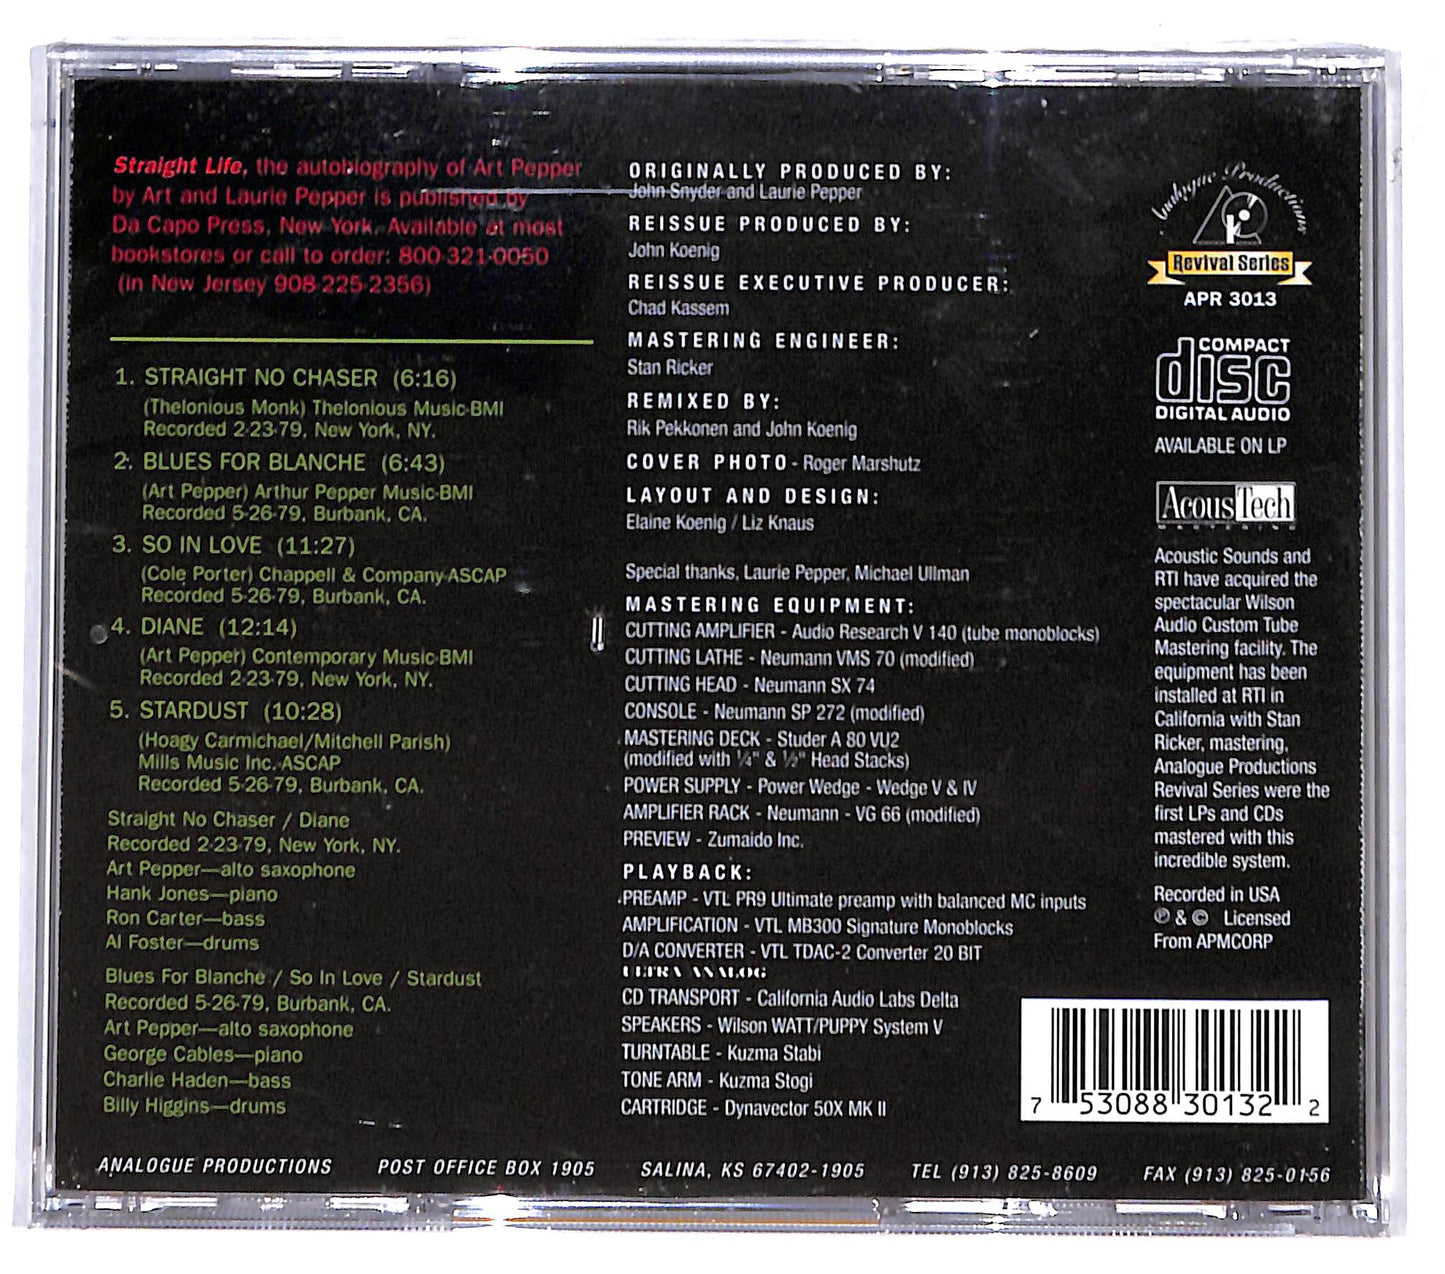 Straight Life, the autobiography of Art Pepper
by Art and Laurie Pepper is published by
Da Capo Press, New York. Available at most
bookstores or call to order: 800-321-0050
(in New Jersey 908-225-2356)
1. STRAIGHT NO CHASER (6:16)
(Thelonious Monk) Thelonious Music-BMI
Recorded 2-23-79, New York, NY.
2. BLUES FOR BLANCHE (6:43)
(Art Pepper) Arthur Pepper Music-BMI
Recorded 5-26-79, Burbank, CA.
3. SO IN LOVE (11:27)
(Cole Porter) Chappell & Company-ASCAP
Recorded 5-26-79, Burbank, CA.
4. DIANE (12:14)
(Art Pepper) Contemporary Music-BMI
Recorded 2-23-79, New York, NY.
5. STARDUST (10:28)
(Hoagy Carmichael/Mitchell Parish)
Mills Music Inc.-ASCAP
Recorded 5-26-79, Burbank, CA.
Straight No Chaser / Diane
Recorded 2-23-79, New York, NY.
Art Pepper—alto saxophone
Hank Jones—piano
Ron Carter—bass
Al Foster—drums
Blues For Blanche / So In Love / Stardust
Recorded 5-26-79, Burbank, CA.
Art Pepper—alto saxophone
George Cables—piano
Charlie Haden—bass
Billy Higgins—drums
ORIGINALLY PRODUCED BY:
John Snyder and Laurie Pepper
REISSUE PRODUCED BY:
John Koenig
REISSUE EXECUTIVE PRODUCER:
Chad Kassem
MASTERING ENGINEER:
Stan Ricker
REMIXED BY:
Rik Pekkonen and John Koenig
COVER PHOTO - Roger Marshutz
LAYOUT AND DESIGN:
Elaine Koenig / Liz Knaus
Special thanks, Laurie Pepper, Michael Ullman
MASTERING EQUIPMENT:
CUTTING AMPLIFIER - Audio Research V 140 (tube monoblocks)
CUTTING LATHE - Neumann VMS 70 (modified)
CUTTING HEAD - Neumann SX 74
CONSOLE - Neumann SP 272 (modified)
MASTERING DECK - Studer A 80 VU2
(modified with ¼" & ½" Head Stacks)
POWER SUPPLY - Power Wedge - Wedge V & IV
AMPLIFIER RACK - Neumann - VG 66 (modified)
PREVIEW - Zumaido Inc.
PLAYBACK:
PREAMP - VTL PR9 Ultimate preamp with balanced MC inputs
AMPLIFICATION - VTL MB300 Signature Monoblocks
D/A CONVERTER - VTL TDAC-2 Converter 20 BIT
ULTRA ANALOG
CD TRANSPORT - California Audio Labs Delta
SPEAKERS - Wilson WATT/PUPPY System V
TURNTABLE - Kuzma Stabi
TONE ARM - Kuzma Stogi
CARTRIDGE - Dynavector 50X MK II
Analogue Productions
Revival Series
APR 3013
COMPACT
disc
DIGITAL AUDIO
AVAILABLE ON LP
AcousTech
MASTERING
Acoustic Sounds and
RTI have acquired the
spectacular Wilson
Audio Custom Tube
Mastering facility. The
equipment has been
installed at RTI in
California with Stan
Ricker, mastering.
Analogue Productions
Revival Series were the
first LPs and CDs
mastered with this
incredible system.
Recorded in USA
℗ & © Licensed
From APMCORP
7 53088 30132 2
ANALOGUE PRODUCTIONS POST OFFICE BOX 1905 SALINA, KS 67402-1905 TEL (913) 825-8609 FAX (913) 825-0156